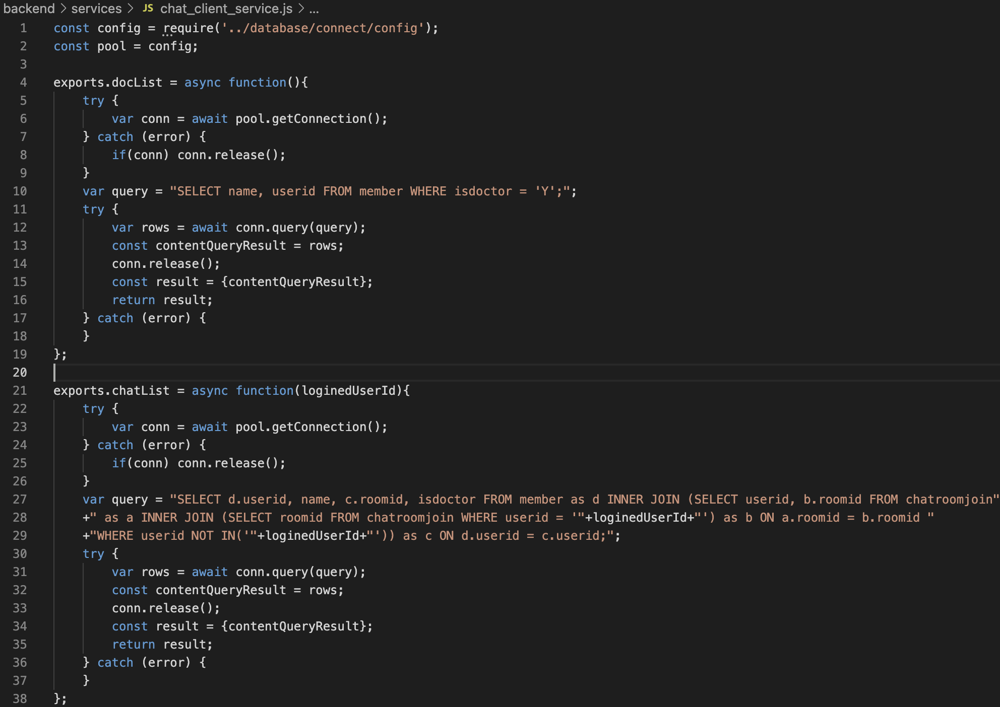 backend > services > JS chat_client_service.js > ...
1 const config = require('../database/connect/config');
2 const pool = config;
3
4 exports.docList = async function(){
5 try {
6 var conn = await pool.getConnection();
7 } catch (error) {
8 if(conn) conn.release();
9 }
10 var query = "SELECT name, userid FROM member WHERE isdoctor = 'Y';";
11 try {
12 var rows = await conn.query(query);
13 const contentQueryResult = rows;
14 conn.release();
15 const result = {contentQueryResult};
16 return result;
17 } catch (error) {
18 }
19 };
20
21 exports.chatList = async function(loginedUserId){
22 try {
23 var conn = await pool.getConnection();
24 } catch (error) {
25 if(conn) conn.release();
26 }
27 var query = "SELECT d.userid, name, c.roomid, isdoctor FROM member as d INNER JOIN (SELECT userid, b.roomid FROM chatroomjoin"
28 +" as a INNER JOIN (SELECT roomid FROM chatroomjoin WHERE userid = '"+loginedUserId+"') as b ON a.roomid = b.roomid "
29 +"WHERE userid NOT IN('"+loginedUserId+"')) as c ON d.userid = c.userid;";
30 try {
31 var rows = await conn.query(query);
32 const contentQueryResult = rows;
33 conn.release();
34 const result = {contentQueryResult};
35 return result;
36 } catch (error) {
37 }
38 };